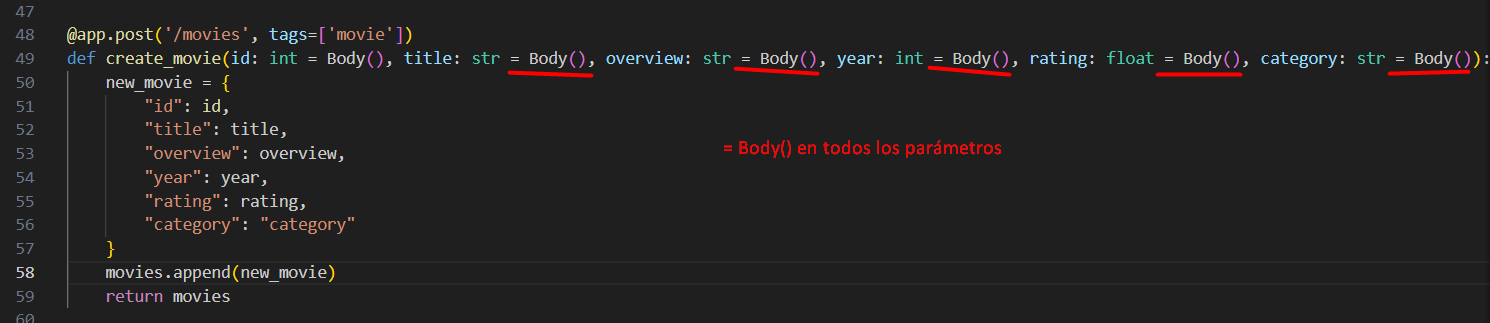 47
48 @app.post('/movies', tags=['movie'])
49 def create_movie(id: int = Body(), title: str = Body(), overview: str = Body(), year: int = Body(), rating: float = Body(), category: str = Body()):
50 new_movie = {
51 "id": id,
52 "title": title,
53 "overview": overview,
= Body() en todos los parámetros
54 "year": year,
55 "rating": rating,
56 "category": "category"
57 }
58 movies.append(new_movie)
59 return movies
60